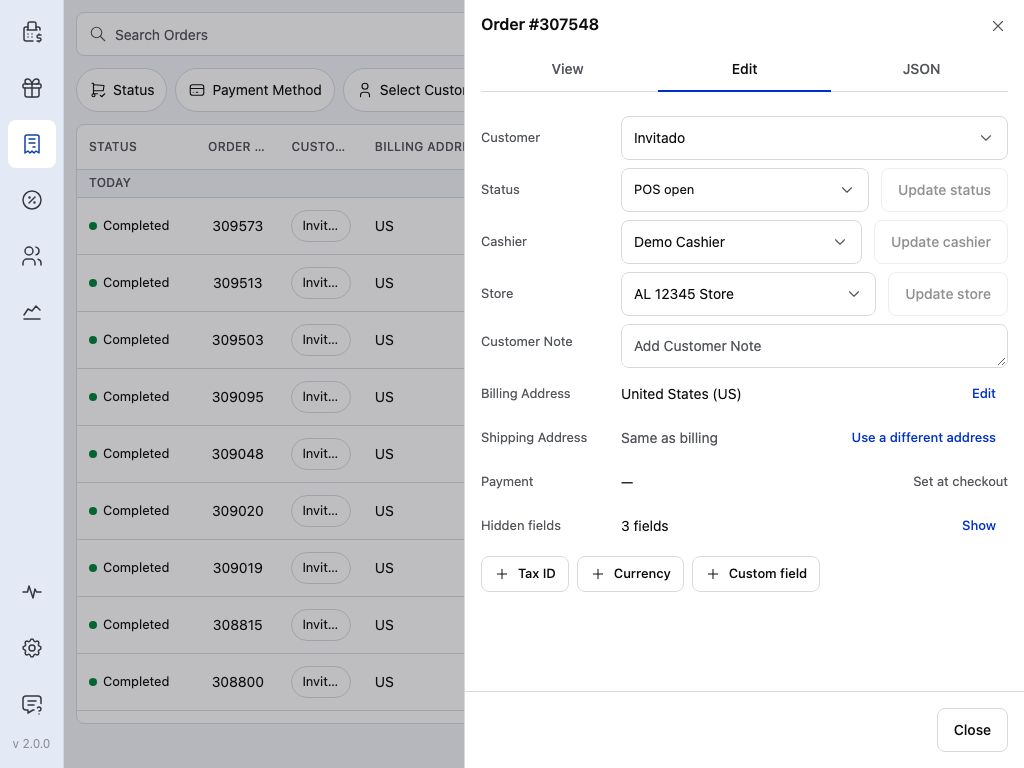 Search Orders
Status
Payment Method
Select Custo
STATUS ORDER ... CUSTO... BILLING ADDR
TODAY
Completed 309573 Invit... US
Completed 309513 Invit... US
Completed 309503 Invit... US
Completed 309095 Invit... US
Completed 309048 Invit... US
Completed 309020 Invit... US
Completed 309019 Invit... US
Completed 308815 Invit... US
Completed 308800 Invit... US
v 2.0.0
Order #307548
View Edit JSON
Customer Invitado
Status POS open Update status
Cashier Demo Cashier Update cashier
Store AL 12345 Store Update store
Customer Note Add Customer Note
Billing Address United States (US) Edit
Shipping Address Same as billing Use a different address
Payment — Set at checkout
Hidden fields 3 fields Show
+ Tax ID + Currency + Custom field
Close